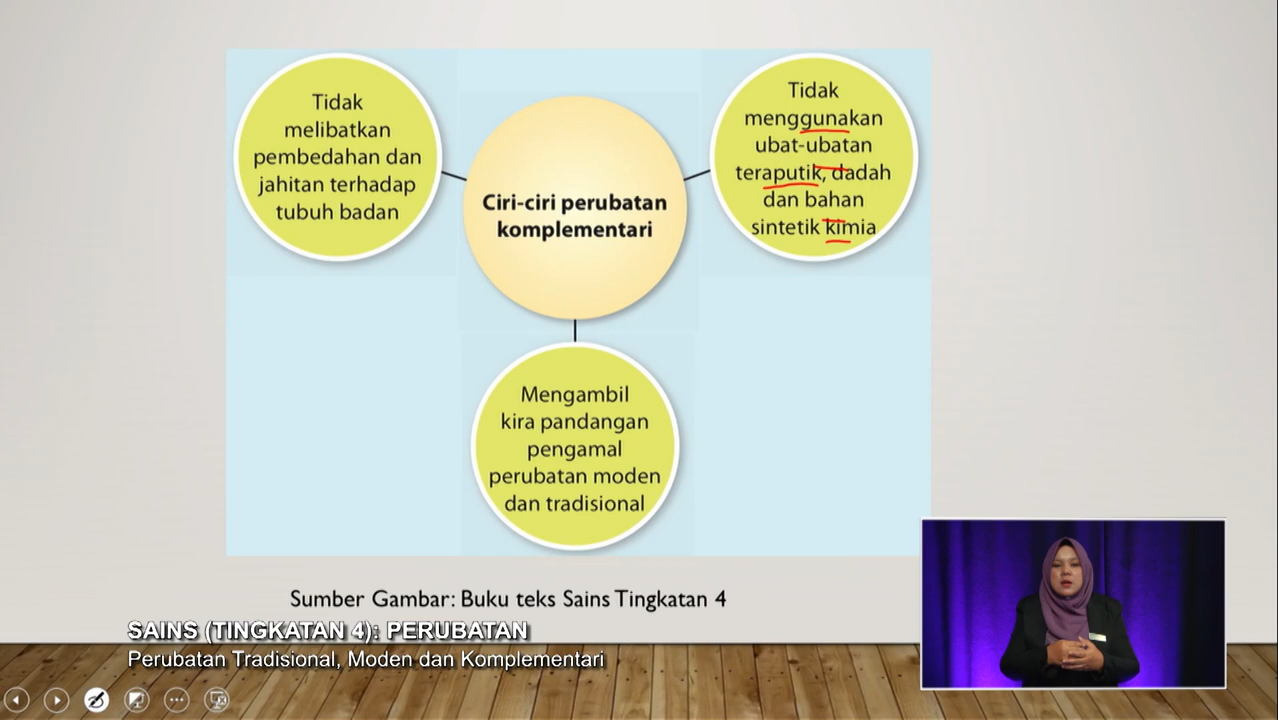 Tidak
melibatkan
pembedahan dan
jahitan terhadap
tubuh badan
Ciri-ciri perubatan
komplementari
Tidak
menggunakan
ubat-ubatan
teraputik, dadah
dan bahan
sintetik kimia
Mengambil
kira pandangan
pengamal
perubatan moden
dan tradisional
Sumber Gambar: Buku teks Sains Tingkatan 4
SAINS (TINGKATAN 4): PERUBATAN
Perubatan Tradisional, Moden dan Komplementari